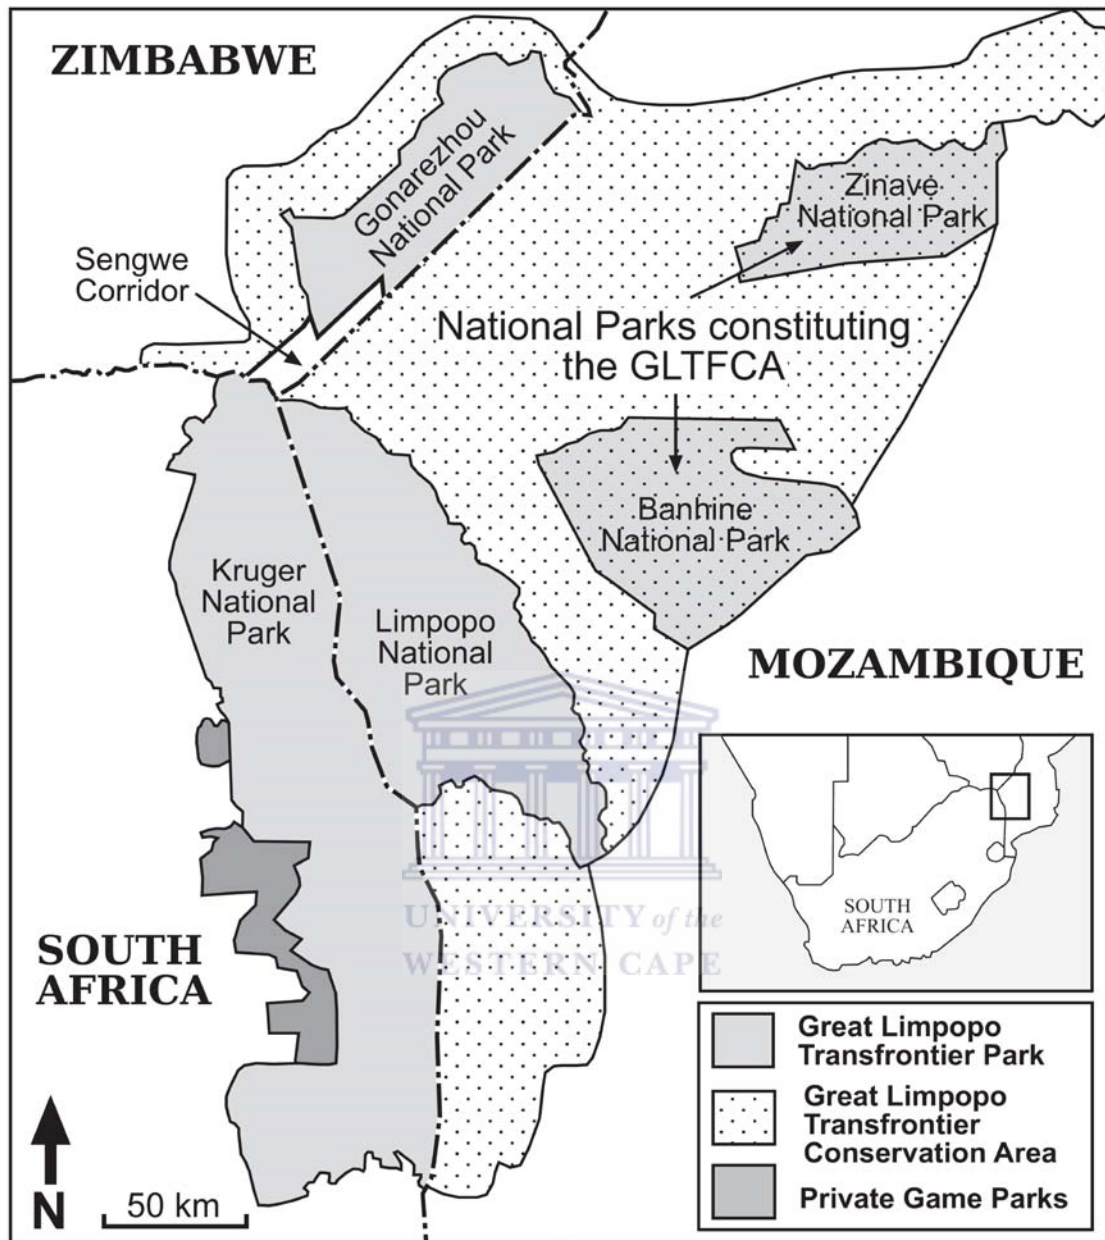 ZIMBABWE
Gonarezhou
National Park
Zinave
National Park
Sengwe
Corridor
National Parks constituting
the GLTFCA
Banhine
National Park
Kruger
National
Park
Limpopo
National
Park
MOZAMBIQUE
UNIVERSITY of the
WESTERN CAPE
SOUTH
AFRICA
SOUTH
AFRICA
Great Limpopo
Transfrontier Park
Great Limpopo
Transfrontier
Conservation Area
Private Game Parks
N
50 km